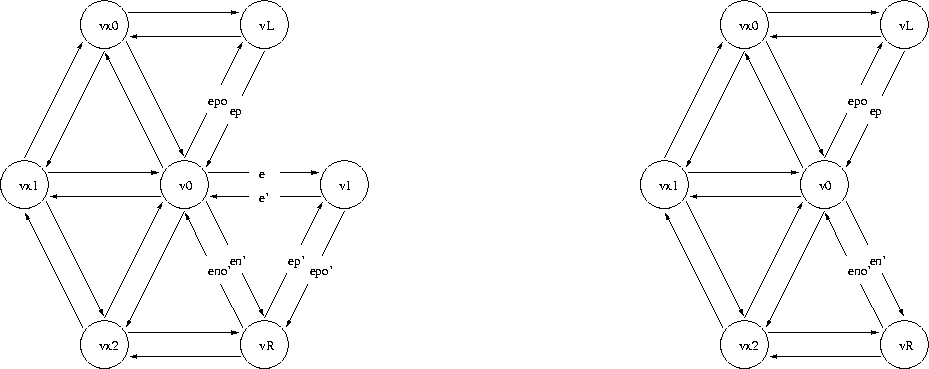 vx0 vL vx0 vL
epo epo
ep ep
e
vx1 v0 v1 vx1 v0
e'
en' ep' en'
eno' epo' eno'
vx2 vR vx2 vR